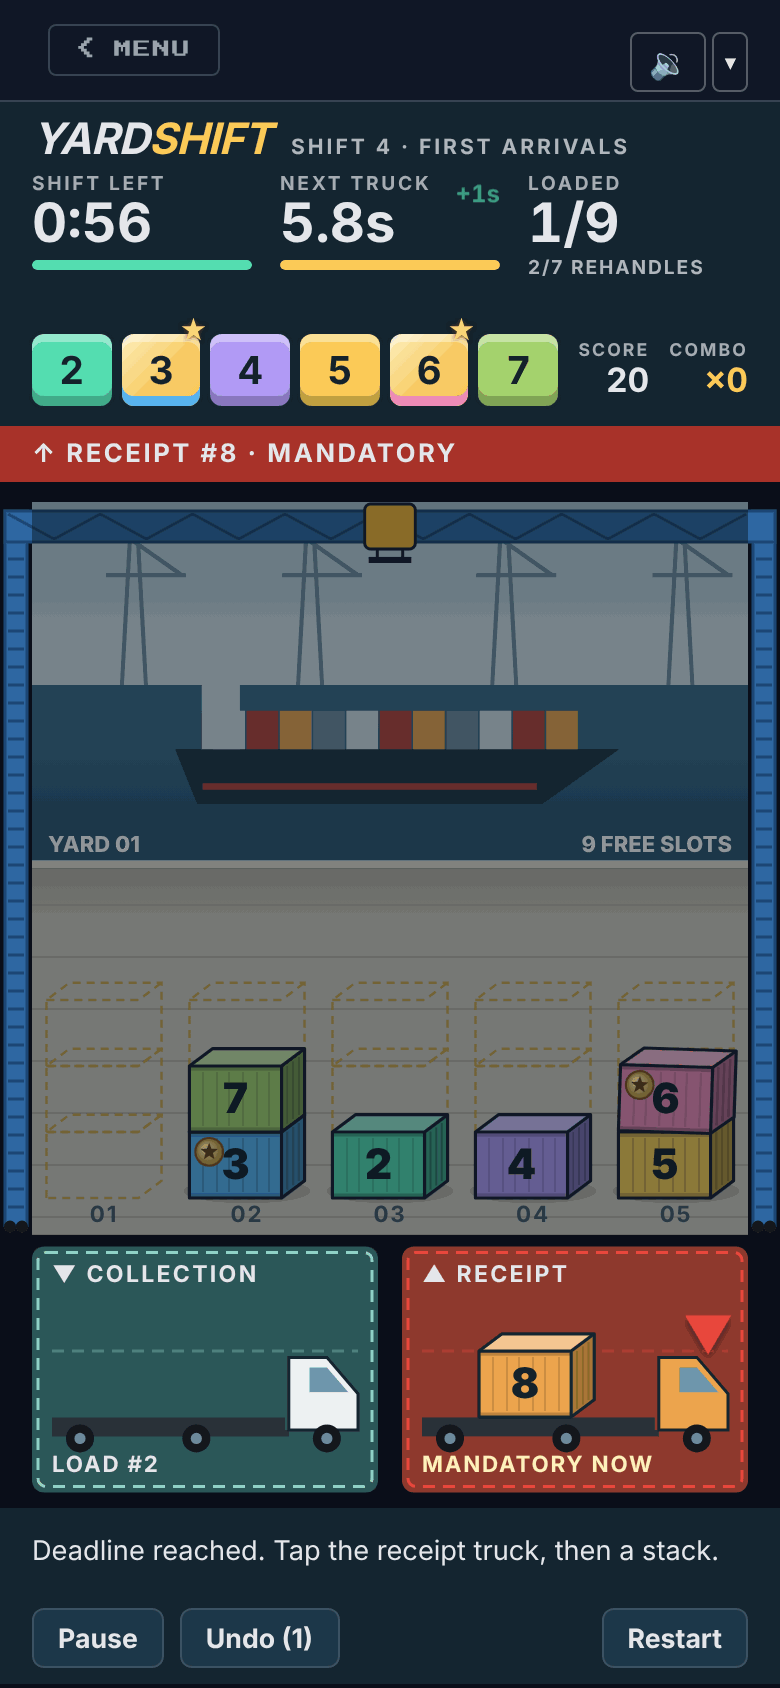 < MENU
▼
YARDSHIFT SHIFT 4 · FIRST ARRIVALS
SHIFT LEFT NEXT TRUCK +1s LOADED
0:56 5.8s 1/9
2/7 REHANDLES
2 3 4 5 6 7
SCORE COMBO
20 ×0
↑ RECEIPT #8 · MANDATORY
YARD 01 9 FREE SLOTS
7 6
3 2 4 5
01 02 03 04 05
▼ COLLECTION
LOAD #2
▲ RECEIPT
8
MANDATORY NOW
Deadline reached. Tap the receipt truck, then a stack.
Pause Undo (1) Restart